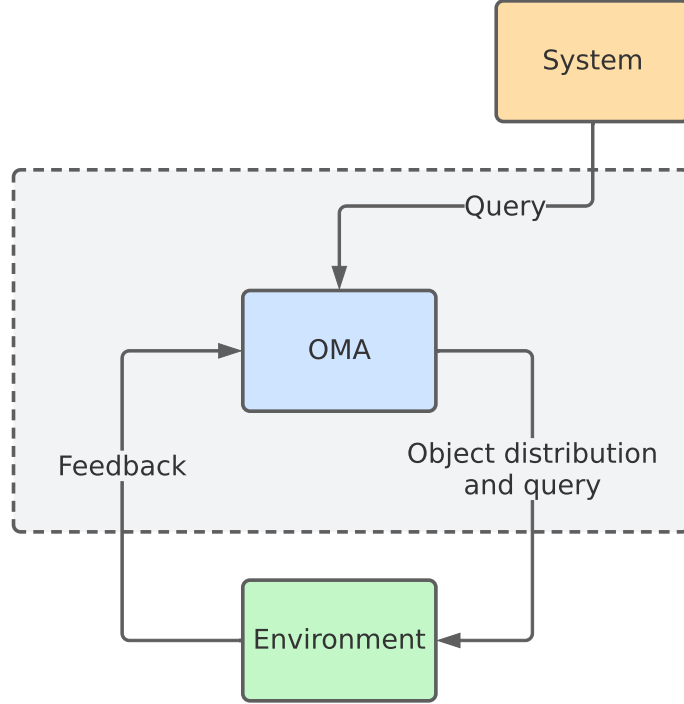 System
Query
OMA
Object distribution
and query
Feedback
Environment